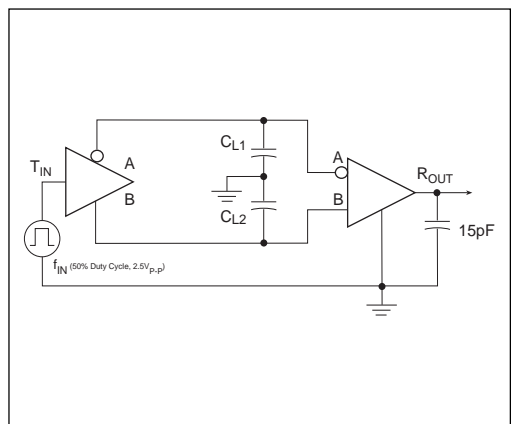 C_L1
A
T_IN
A
R_OUT
B
B
C_L2
15pF
f_IN (50% Duty Cycle, 2.5V_P-P)